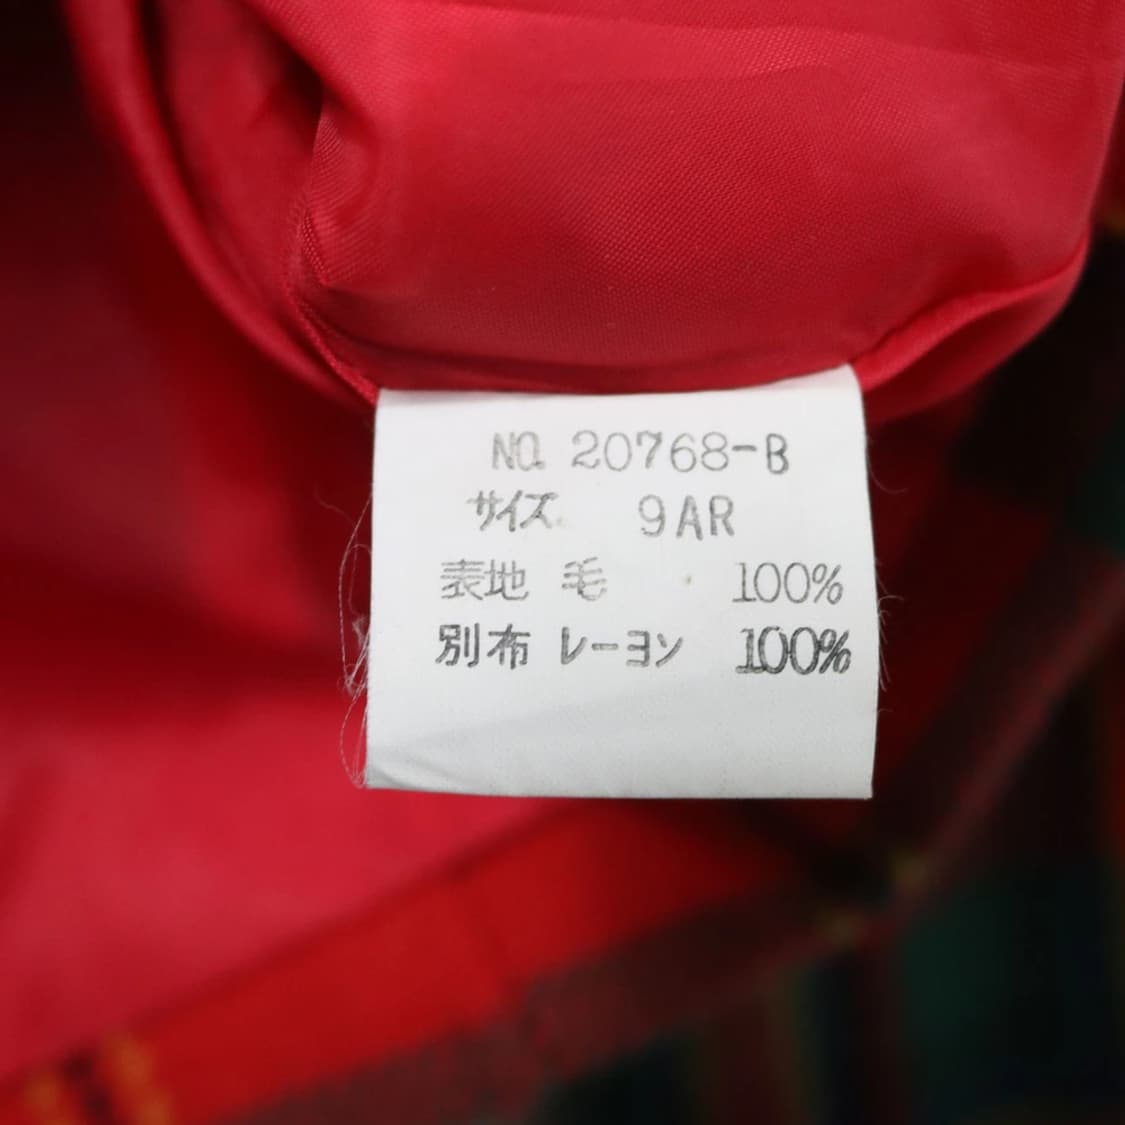 NO. 20768-B
サイズ 9AR
表地 毛 100%
別布 レーヨン 100%